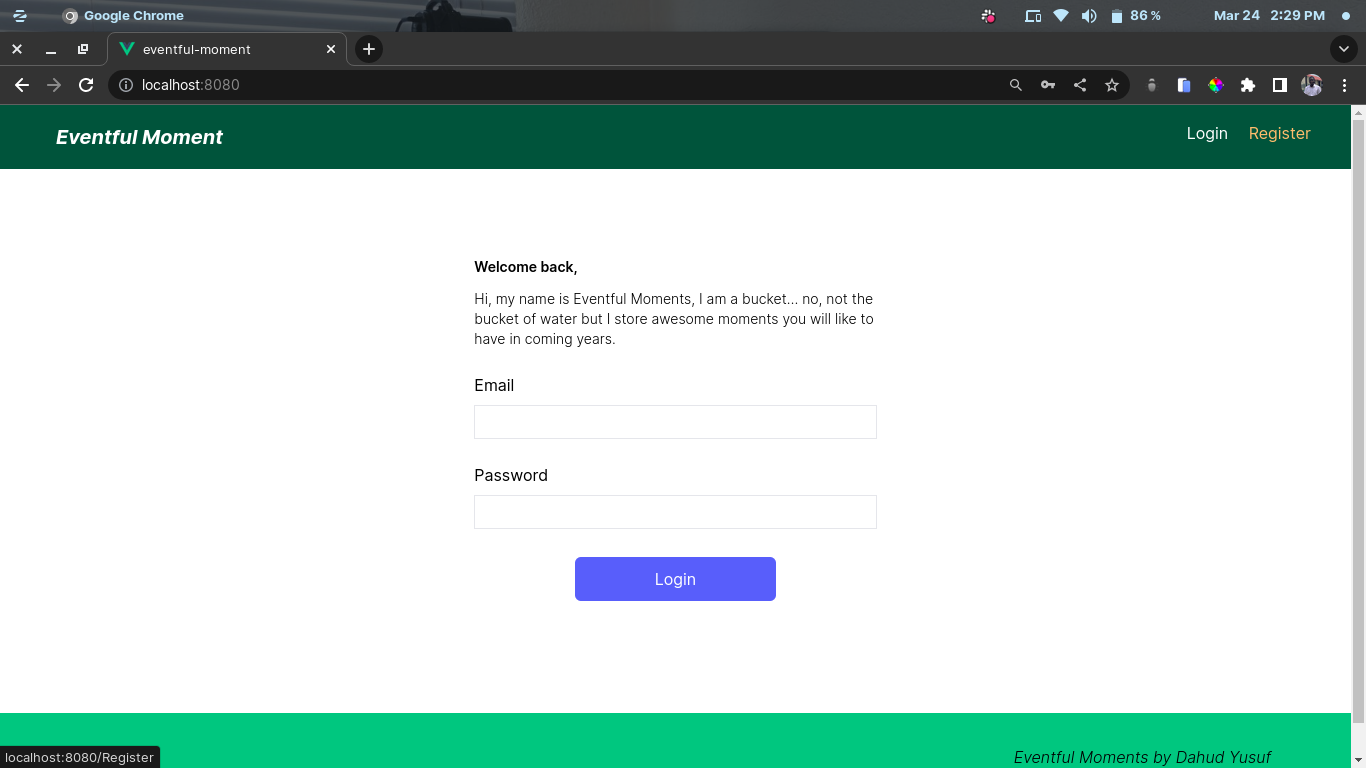 Google Chrome
86 %
Mar 24 2:29 PM
eventful-moment
localhost:8080
Eventful Moment
Login
Register
Welcome back,
Hi, my name is Eventful Moments, I am a bucket... no, not the
bucket of water but I store awesome moments you will like to
have in coming years.
Email
Password
Login
localhost:8080/Register
Eventful Moments by Dahud Yusuf